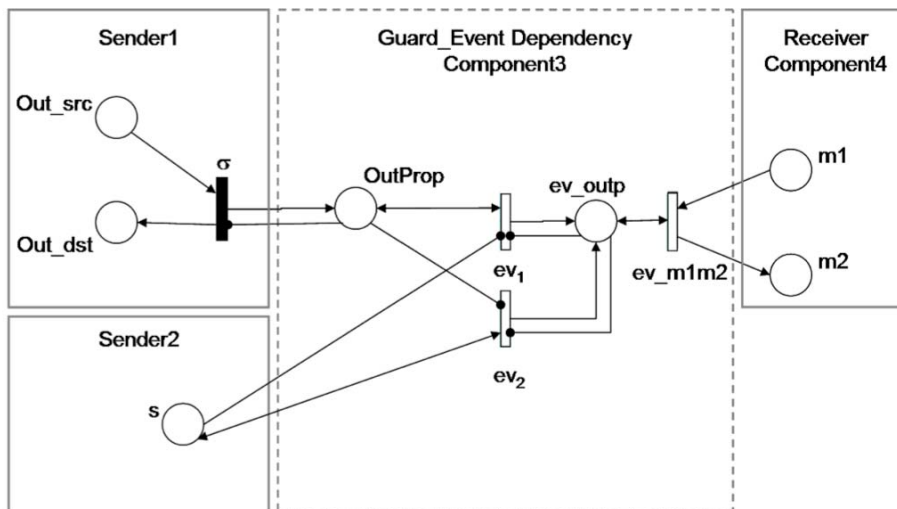 Sender1
Guard_Event Dependency
Component3
Receiver
Component4
Out_src
σ
OutProp
ev_outp
m1
Out_dst
ev₁
ev_m1m2
m2
Sender2
ev₂
s